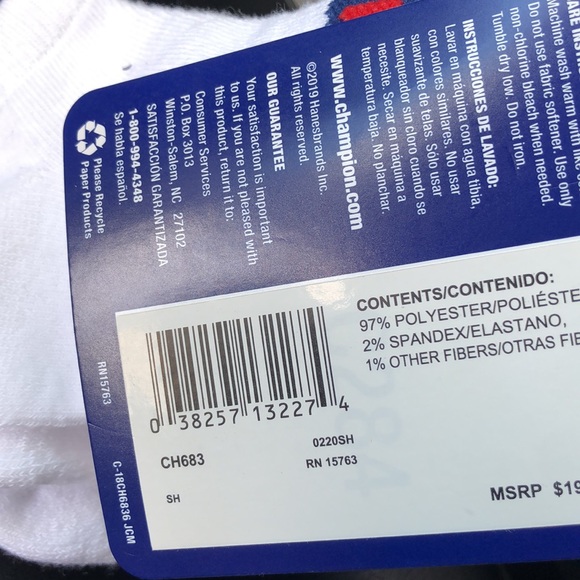 ARE IN
Machine wash warm with
Do not use fabric softener. Use only
non-chlorine bleach when needed.
Tumble dry low. Do not iron.
INSTRUCCIONES DE LAVADO:
Lavar en máquina con agua tibia,
con colores similares. No usar
suavizante de telas. Sólo usar
blanqueador sin cloro cuando se
necesite. Secar en máquina a
temperatura baja. No planchar.
www.champion.com
©2019 Hanesbrands Inc.
All rights reserved.
OUR GUARANTEE
Your satisfaction is important
to us. If you are not pleased with
this product, return it to:
Consumer Services
P.O. Box 3013
Winston-Salem, NC 27102
SATISFACCIÓN GARANTIZADA
1-800-994-4348
Se habla español.
Please Recycle
Paper Products
RN15763
C-18CH6836 JCM
CONTENTS/CONTENIDO:
97% POLYESTER/POLIÉSTE
2% SPANDEX/ELASTANO,
1% OTHER FIBERS/OTRAS FIB
0 38257 13227 4
CH683
0220SH
RN 15763
SH
MSRP $19